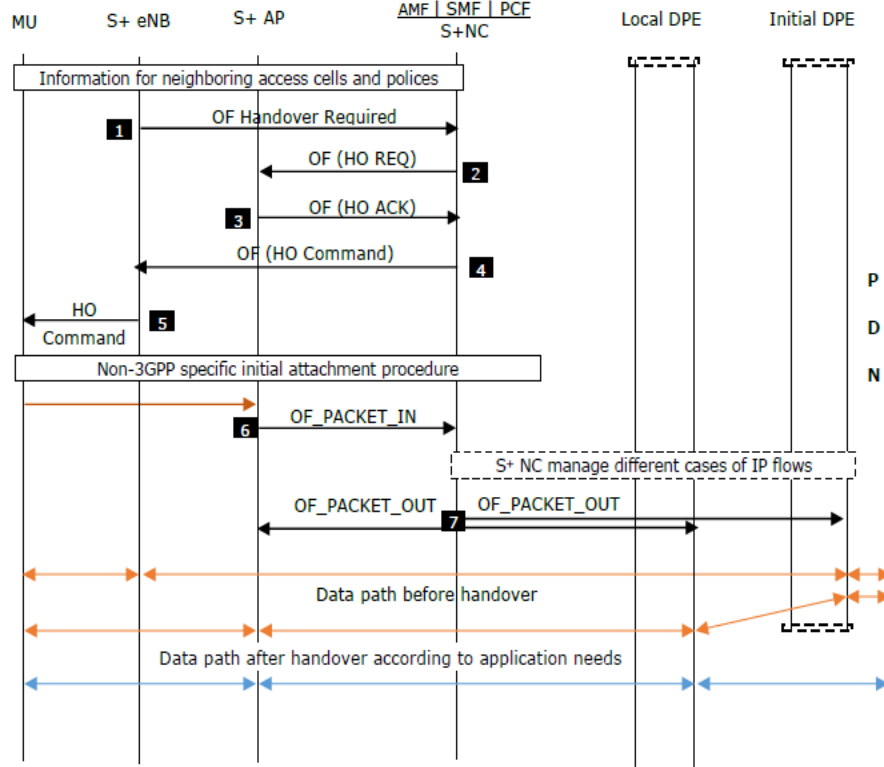 MU
S+ eNB
S+ AP
AMF | SMF | PCF
S+NC
Local DPE
Initial DPE
Information for neighboring access cells and polices
1
OF Handover Required
OF (HO REQ)
2
3
OF (HO ACK)
OF (HO Command)
4
P
HO
5
D
Command
Non-3GPP specific initial attachment procedure
N
6
OF_PACKET_IN
S+ NC manage different cases of IP flows
OF_PACKET_OUT
7
OF_PACKET_OUT
Data path before handover
Data path after handover according to application needs